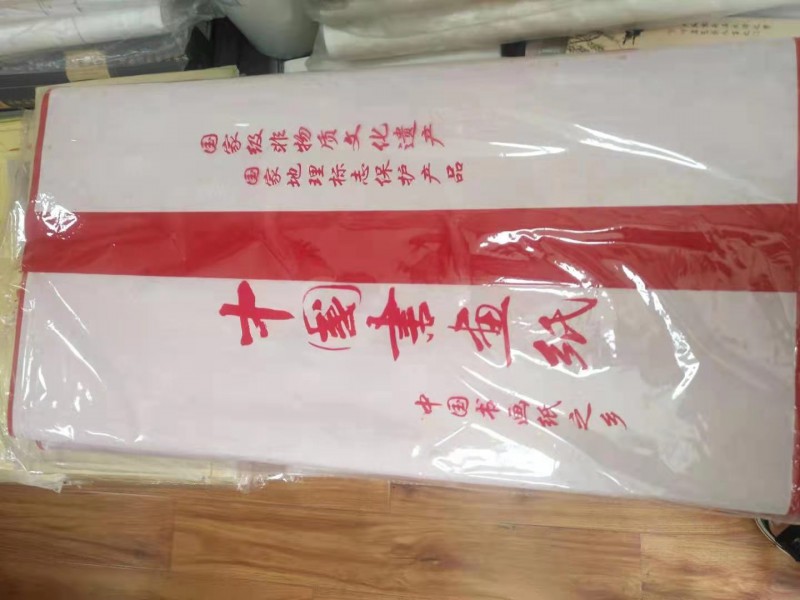 国家级非物质文化遗产
国家地理标志保护产品
中国书画纸
中国书画纸之乡